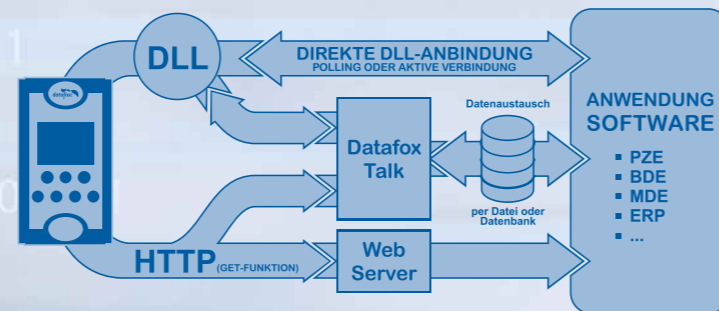 DLL
DIREKTE DLL-ANBINDUNG
POLLING ODER AKTIVE VERBINDUNG
datafox
Datafox
Talk
Datenaustausch
per Datei oder
Datenbank
ANWENDUNG
SOFTWARE
▪ PZE
▪ BDE
▪ MDE
▪ ERP
▪ ...
HTTP (GET-FUNKTION)
Web
Server